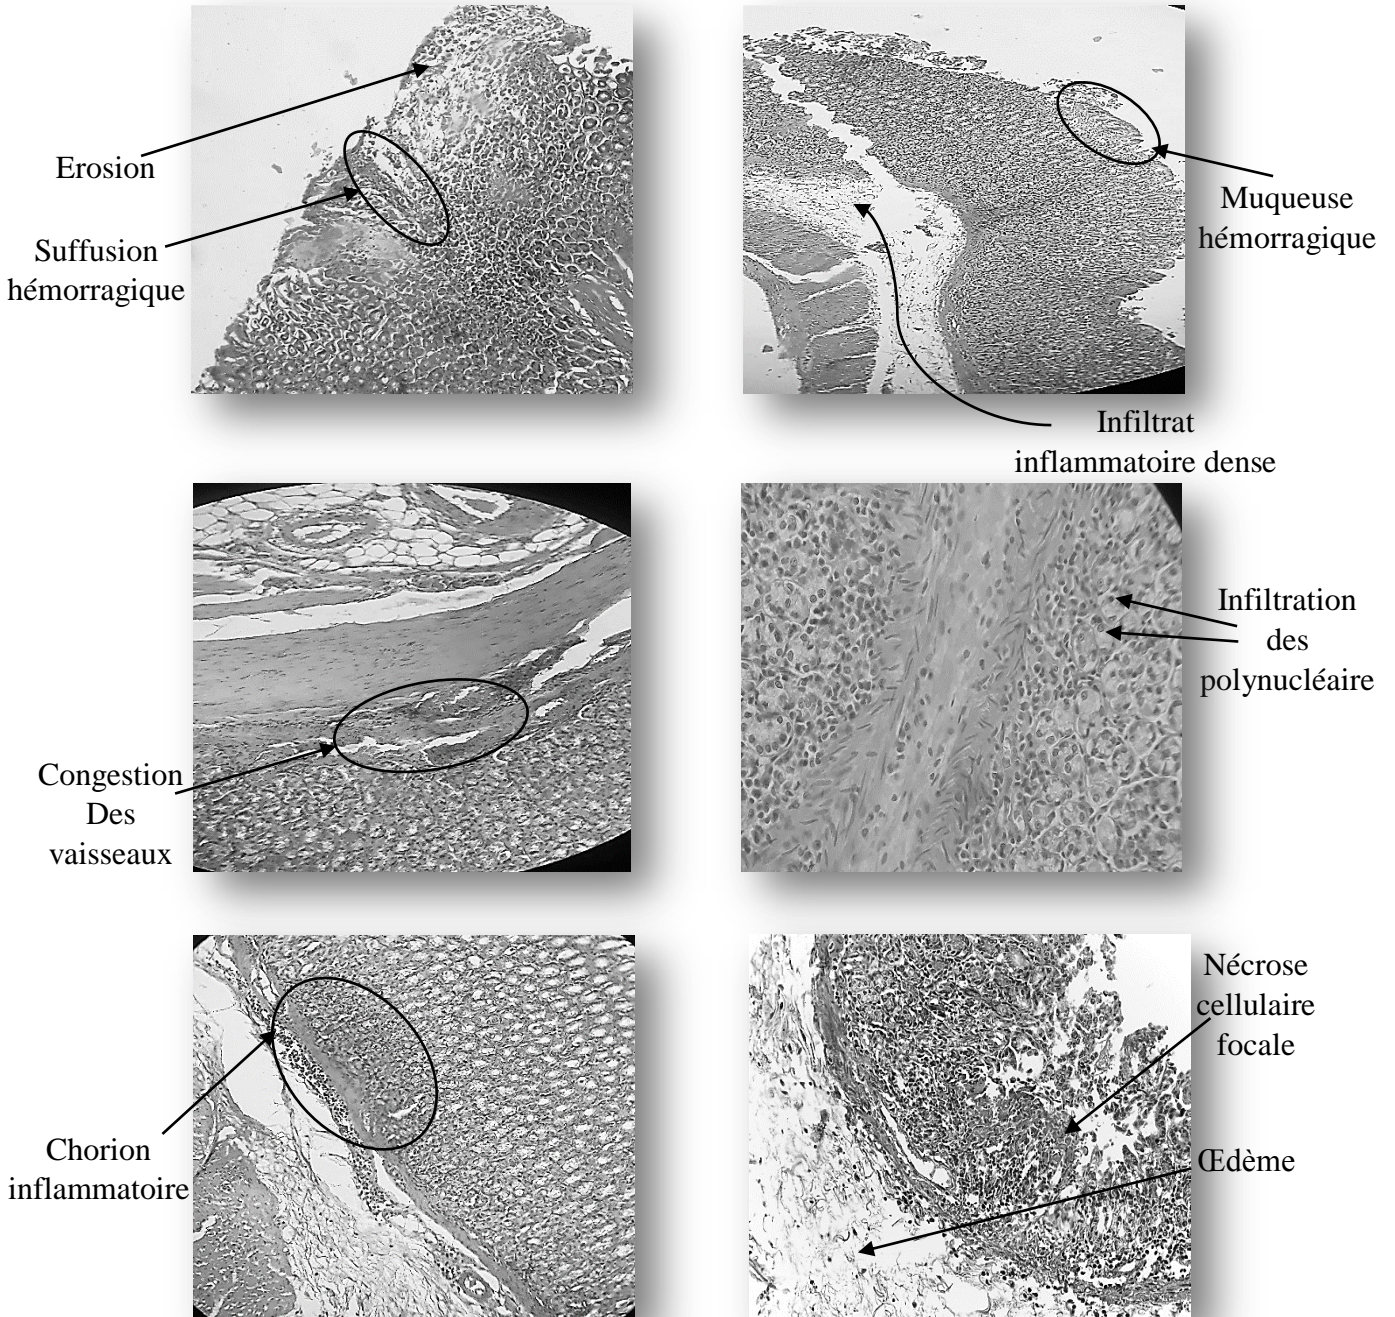 Erosion
Suffusion
hémorragique
Muqueuse
hémorragique
Infiltrat
inflammatoire dense
Congestion
Des
vaisseaux
Infiltration
des
polynucléaire
Chorion
inflammatoire
Nécrose
cellulaire
focale
Œdème